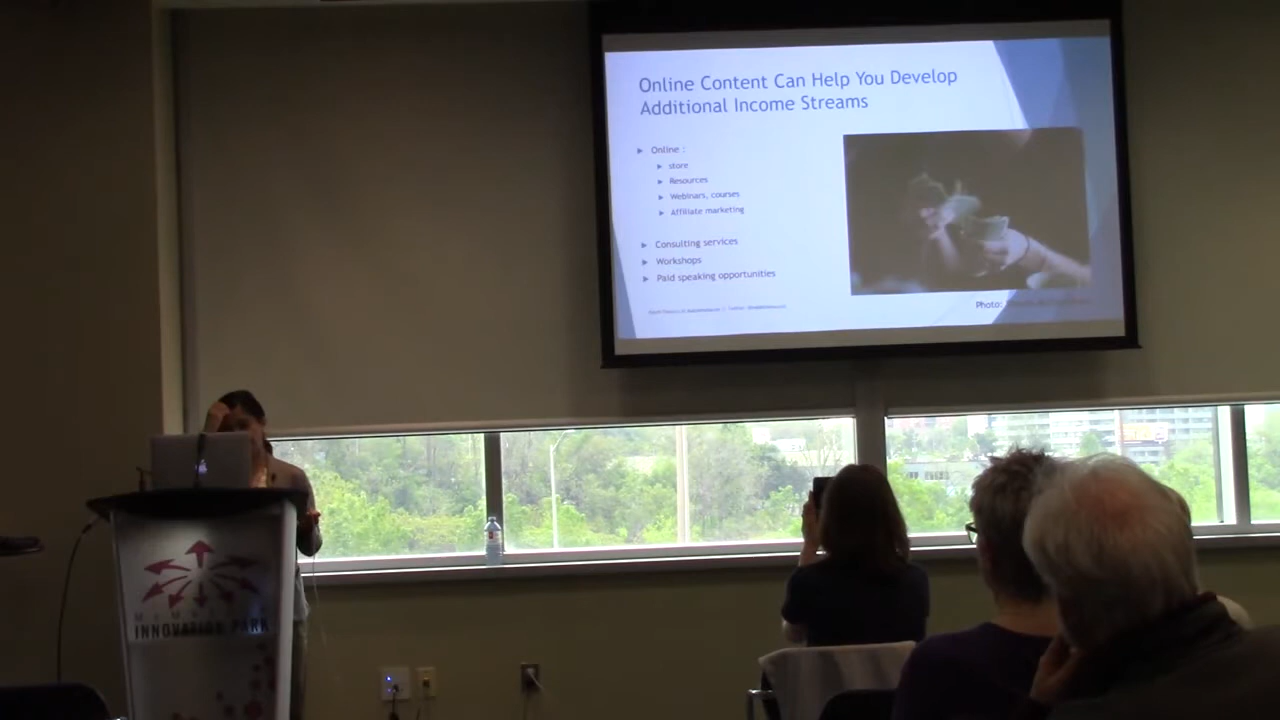 Online Content Can Help You Develop
Additional Income Streams
Online :
store
Resources
Webinars, courses
Affiliate marketing
Consulting services
Workshops
Paid speaking opportunities
Photo:
INNOVATION PARK